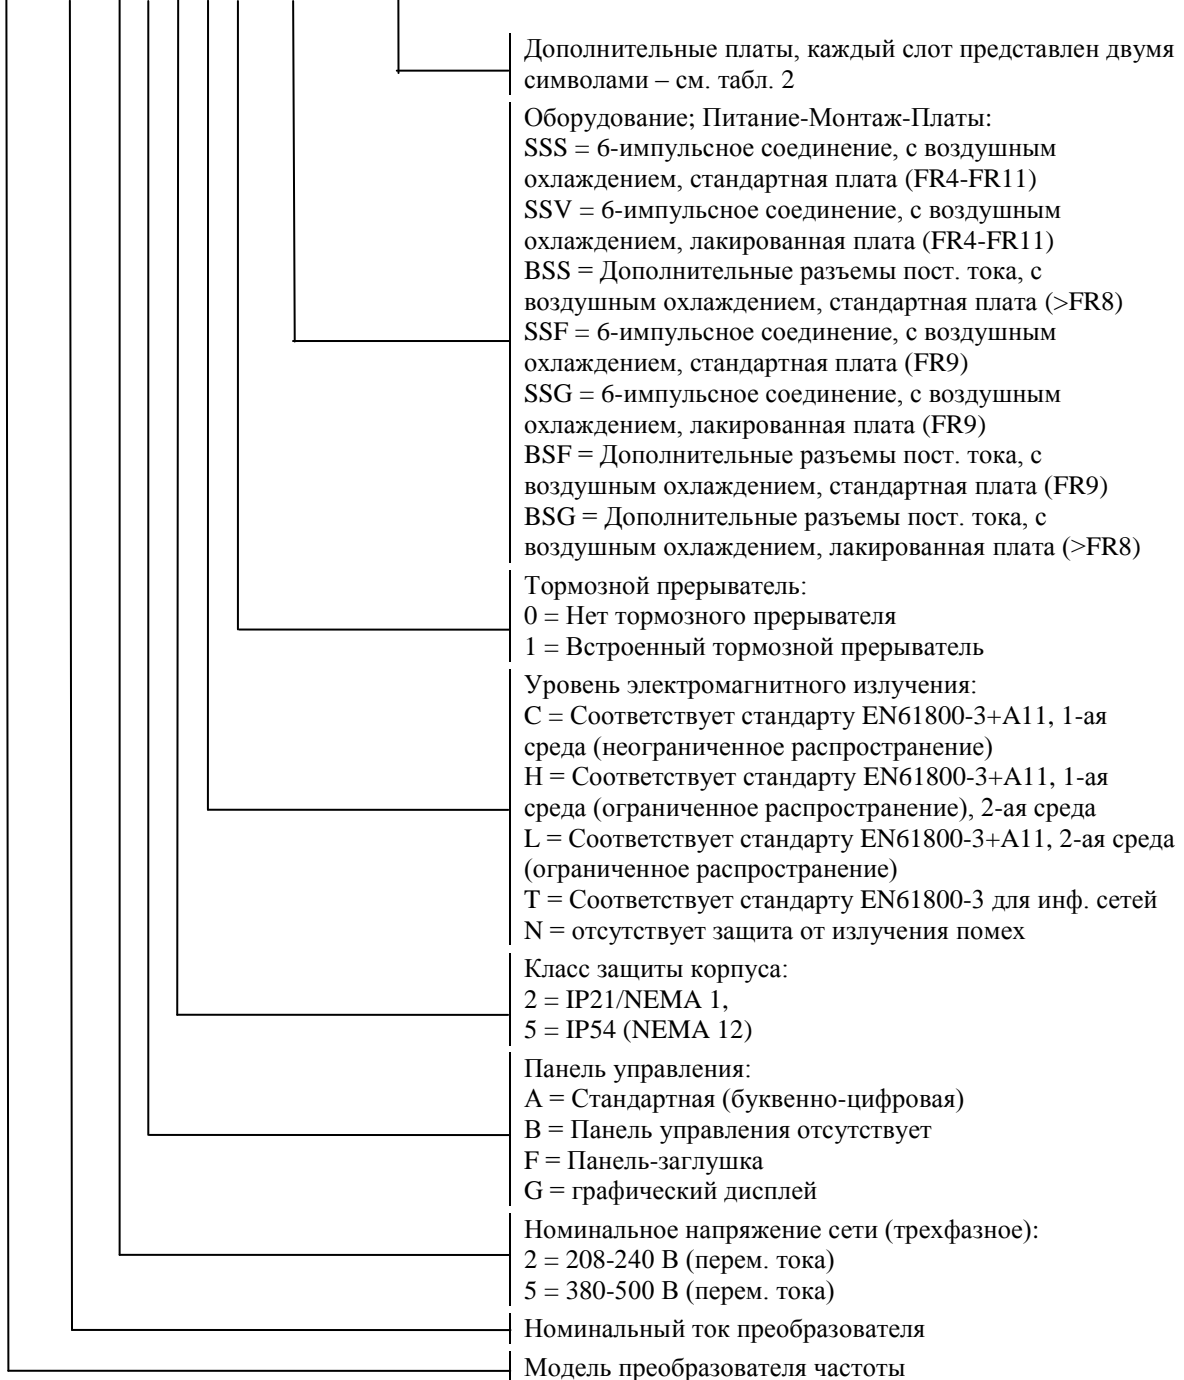 Дополнительные платы, каждый слот представлен двумя
символами – см. табл. 2
Оборудование; Питание-Монтаж-Платы:
SSS = 6-импульсное соединение, с воздушным
охлаждением, стандартная плата (FR4-FR11)
SSV = 6-импульсное соединение, с воздушным
охлаждением, лакированная плата (FR4-FR11)
BSS = Дополнительные разъемы пост. тока, с
воздушным охлаждением, стандартная плата (>FR8)
SSF = 6-импульсное соединение, с воздушным
охлаждением, стандартная плата (FR9)
SSG = 6-импульсное соединение, с воздушным
охлаждением, лакированная плата (FR9)
BSF = Дополнительные разъемы пост. тока, с
воздушным охлаждением, стандартная плата (FR9)
BSG = Дополнительные разъемы пост. тока, с
воздушным охлаждением, лакированная плата (>FR8)
Тормозной прерыватель:
0 = Нет тормозного прерывателя
1 = Встроенный тормозной прерыватель
Уровень электромагнитного излучения:
C = Соответствует стандарту EN61800-3+A11, 1-ая
среда (неограниченное распространение)
H = Соответствует стандарту EN61800-3+A11, 1-ая
среда (ограниченное распространение), 2-ая среда
L = Соответствует стандарту EN61800-3+A11, 2-ая среда
(ограниченное распространение)
T = Соответствует стандарту EN61800-3 для инф. сетей
N = отсутствует защита от излучения помех
Класс защиты корпуса:
2 = IP21/NEMA 1,
5 = IP54 (NEMA 12)
Панель управления:
A = Стандартная (буквенно-цифровая)
B = Панель управления отсутствует
F = Панель-заглушка
G = графический дисплей
Номинальное напряжение сети (трехфазное):
2 = 208-240 В (перем. тока)
5 = 380-500 В (перем. тока)
Номинальный ток преобразователя
Модель преобразователя частоты